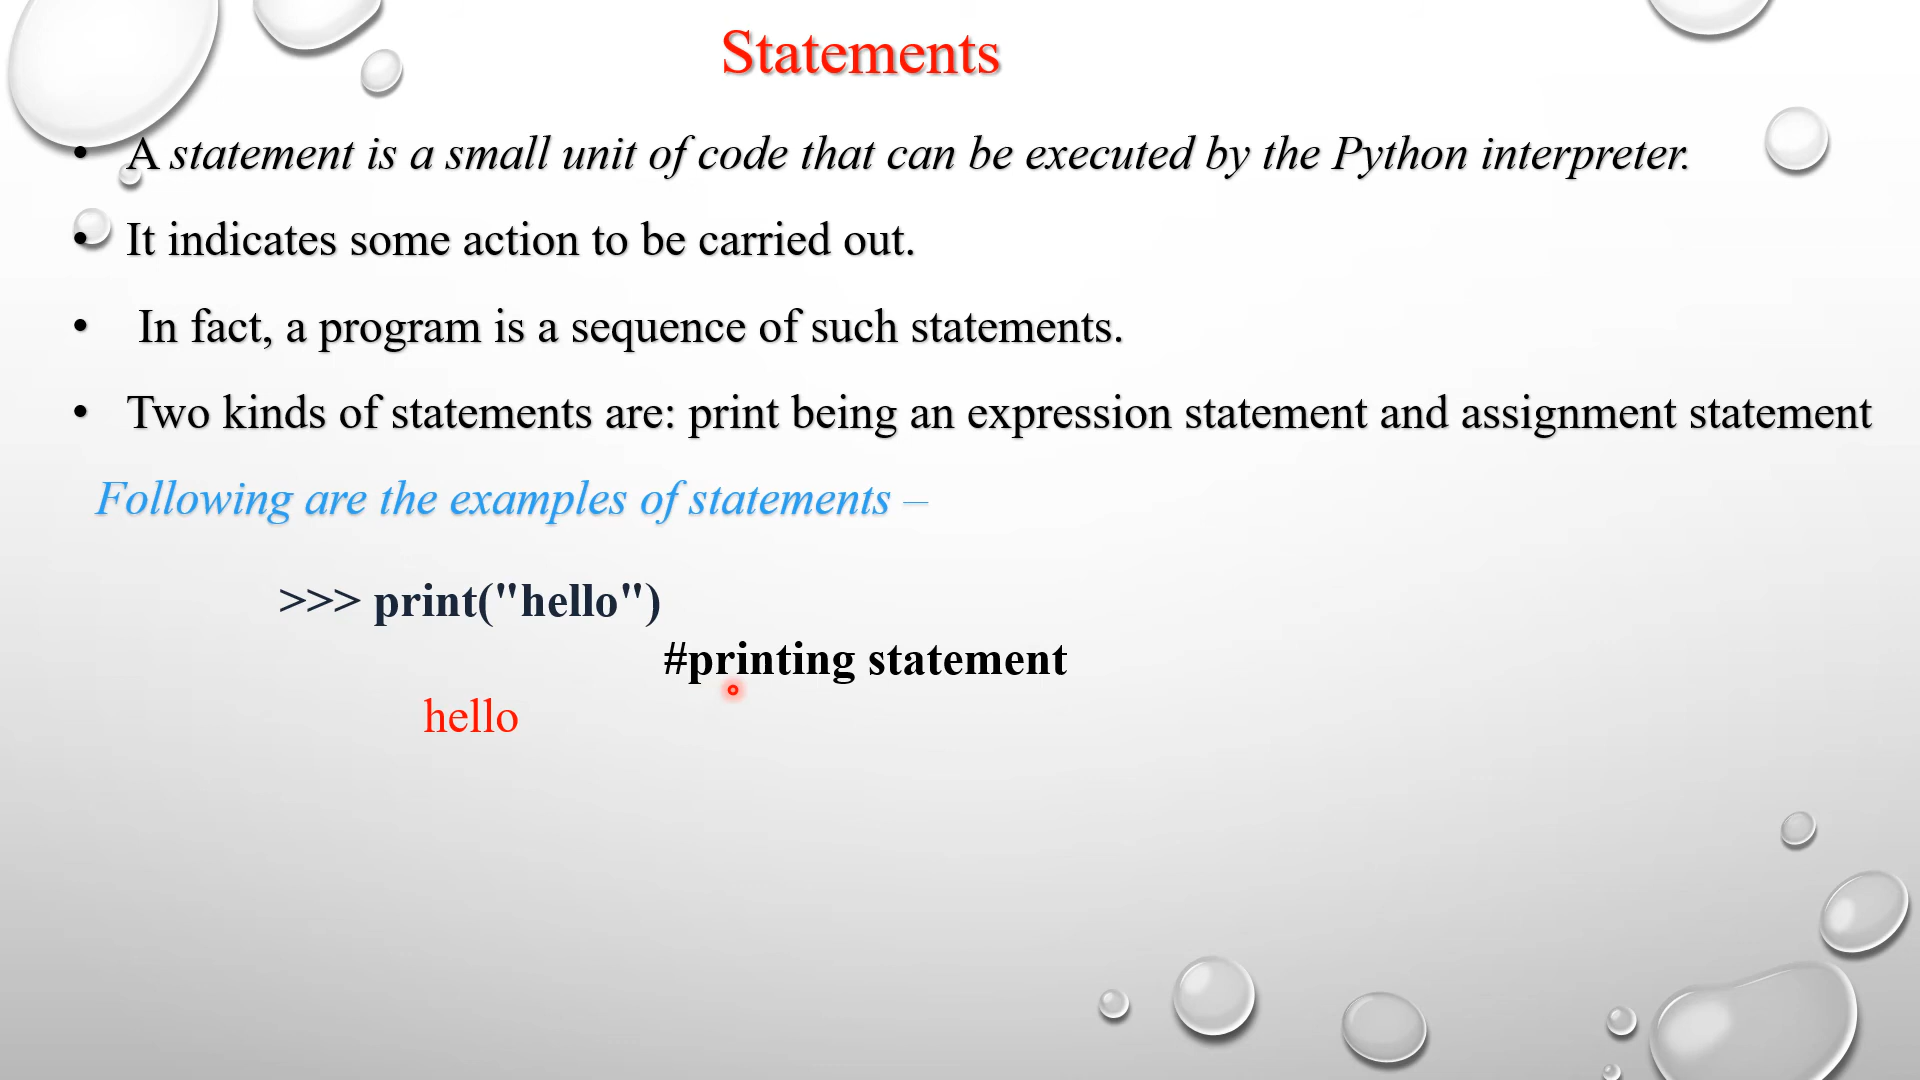 Statements
• A statement is a small unit of code that can be executed by the Python interpreter.
• It indicates some action to be carried out.
• In fact, a program is a sequence of such statements.
• Two kinds of statements are: print being an expression statement and assignment statement
Following are the examples of statements –
>>> print("hello")
#printing statement
hello